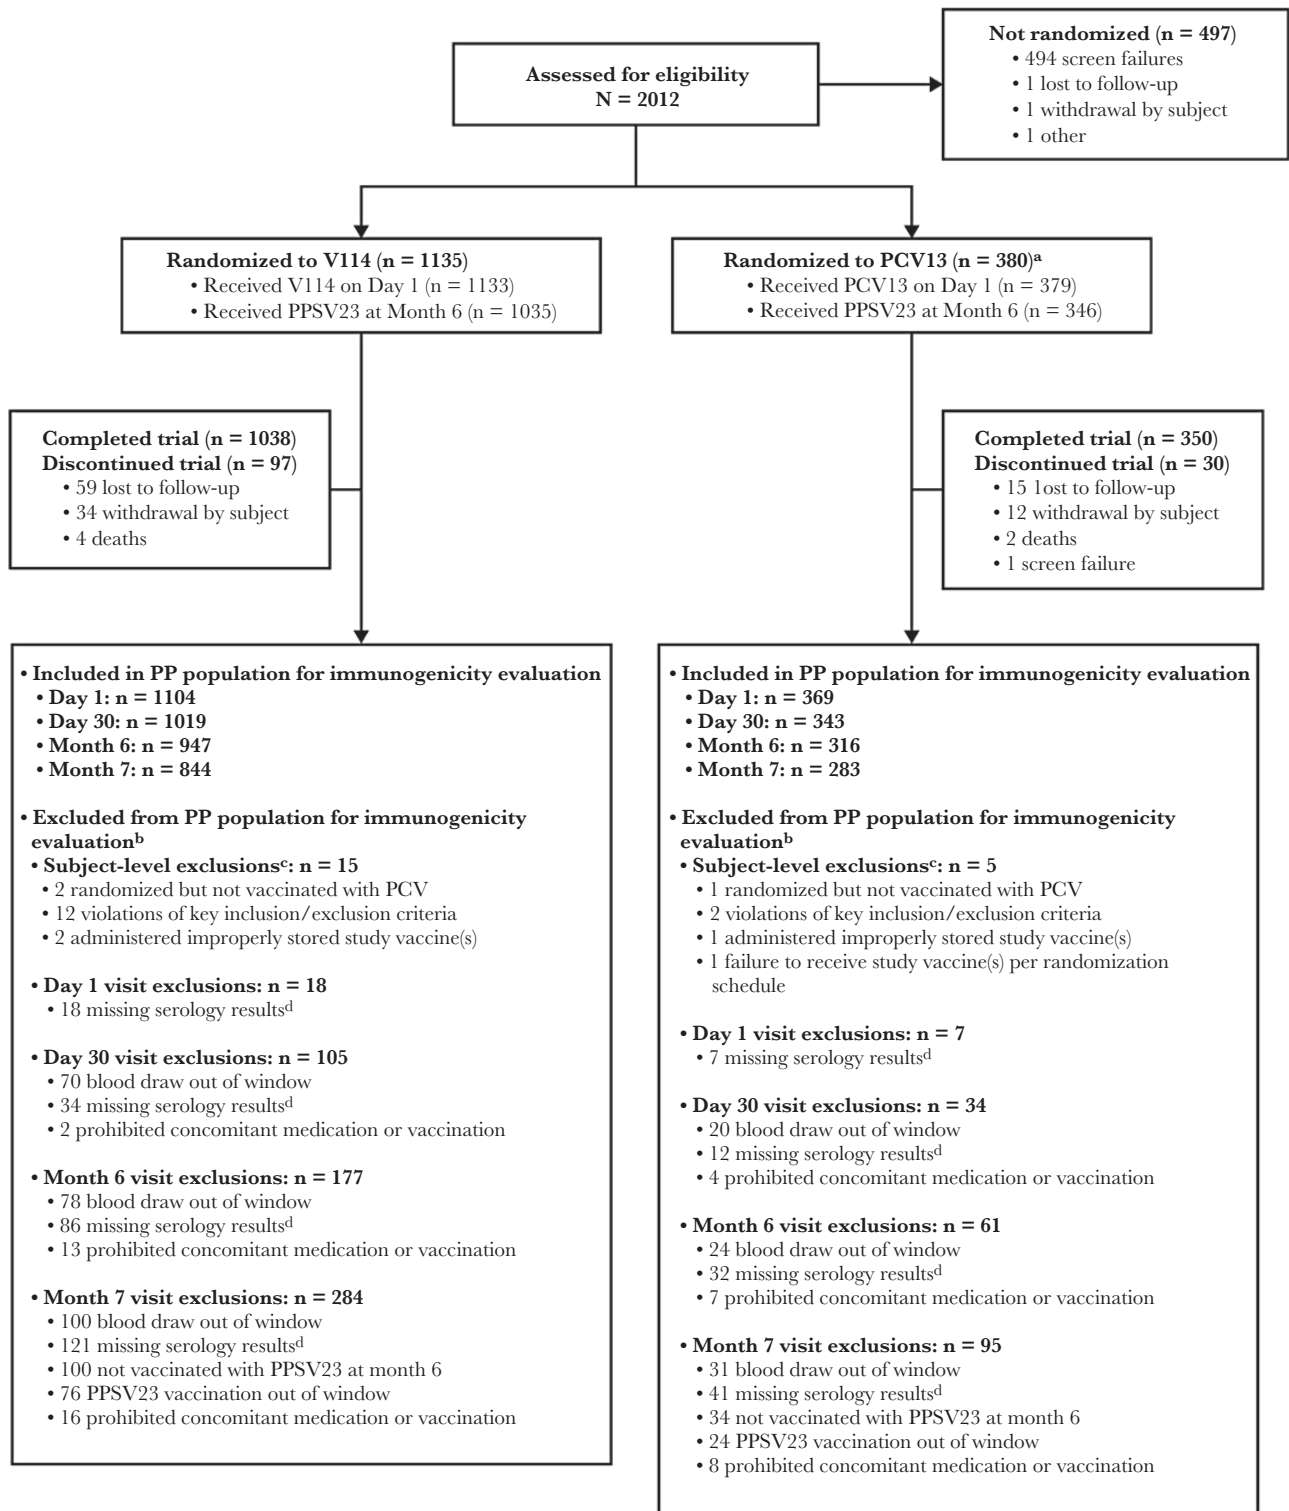 Assessed for eligibility
N = 2012
Not randomized (n = 497)
• 494 screen failures
• 1 lost to follow-up
• 1 withdrawal by subject
• 1 other
Randomized to V114 (n = 1135)
• Received V114 on Day 1 (n = 1133)
• Received PPSV23 at Month 6 (n = 1035)
Randomized to PCV13 (n = 380)a
• Received PCV13 on Day 1 (n = 379)
• Received PPSV23 at Month 6 (n = 346)
Completed trial (n = 1038)
Discontinued trial (n = 97)
• 59 lost to follow-up
• 34 withdrawal by subject
• 4 deaths
Completed trial (n = 350)
Discontinued trial (n = 30)
• 15 1ost to follow-up
• 12 withdrawal by subject
• 2 deaths
• 1 screen failure
• Included in PP population for immunogenicity evaluation
• Day 1: n = 1104
• Day 30: n = 1019
• Month 6: n = 947
• Month 7: n = 844
• Excluded from PP population for immunogenicity
evaluationb
• Subject-level exclusionsc: n = 15
• 2 randomized but not vaccinated with PCV
• 12 violations of key inclusion/exclusion criteria
• 2 administered improperly stored study vaccine(s)
• Day 1 visit exclusions: n = 18
• 18 missing serology resultsd
• Day 30 visit exclusions: n = 105
• 70 blood draw out of window
• 34 missing serology resultsd
• 2 prohibited concomitant medication or vaccination
• Month 6 visit exclusions: n = 177
• 78 blood draw out of window
• 86 missing serology resultsd
• 13 prohibited concomitant medication or vaccination
• Month 7 visit exclusions: n = 284
• 100 blood draw out of window
• 121 missing serology resultsd
• 100 not vaccinated with PPSV23 at month 6
• 76 PPSV23 vaccination out of window
• 16 prohibited concomitant medication or vaccination
• Included in PP population for immunogenicity evaluation
• Day 1: n = 369
• Day 30: n = 343
• Month 6: n = 316
• Month 7: n = 283
• Excluded from PP population for immunogenicity
evaluationb
• Subject-level exclusionsc: n = 5
• 1 randomized but not vaccinated with PCV
• 2 violations of key inclusion/exclusion criteria
• 1 administered improperly stored study vaccine(s)
• 1 failure to receive study vaccine(s) per randomization
schedule
• Day 1 visit exclusions: n = 7
• 7 missing serology resultsd
• Day 30 visit exclusions: n = 34
• 20 blood draw out of window
• 12 missing serology resultsd
• 4 prohibited concomitant medication or vaccination
• Month 6 visit exclusions: n = 61
• 24 blood draw out of window
• 32 missing serology resultsd
• 7 prohibited concomitant medication or vaccination
• Month 7 visit exclusions: n = 95
• 31 blood draw out of window
• 41 missing serology resultsd
• 34 not vaccinated with PPSV23 at month 6
• 24 PPSV23 vaccination out of window
• 8 prohibited concomitant medication or vaccination